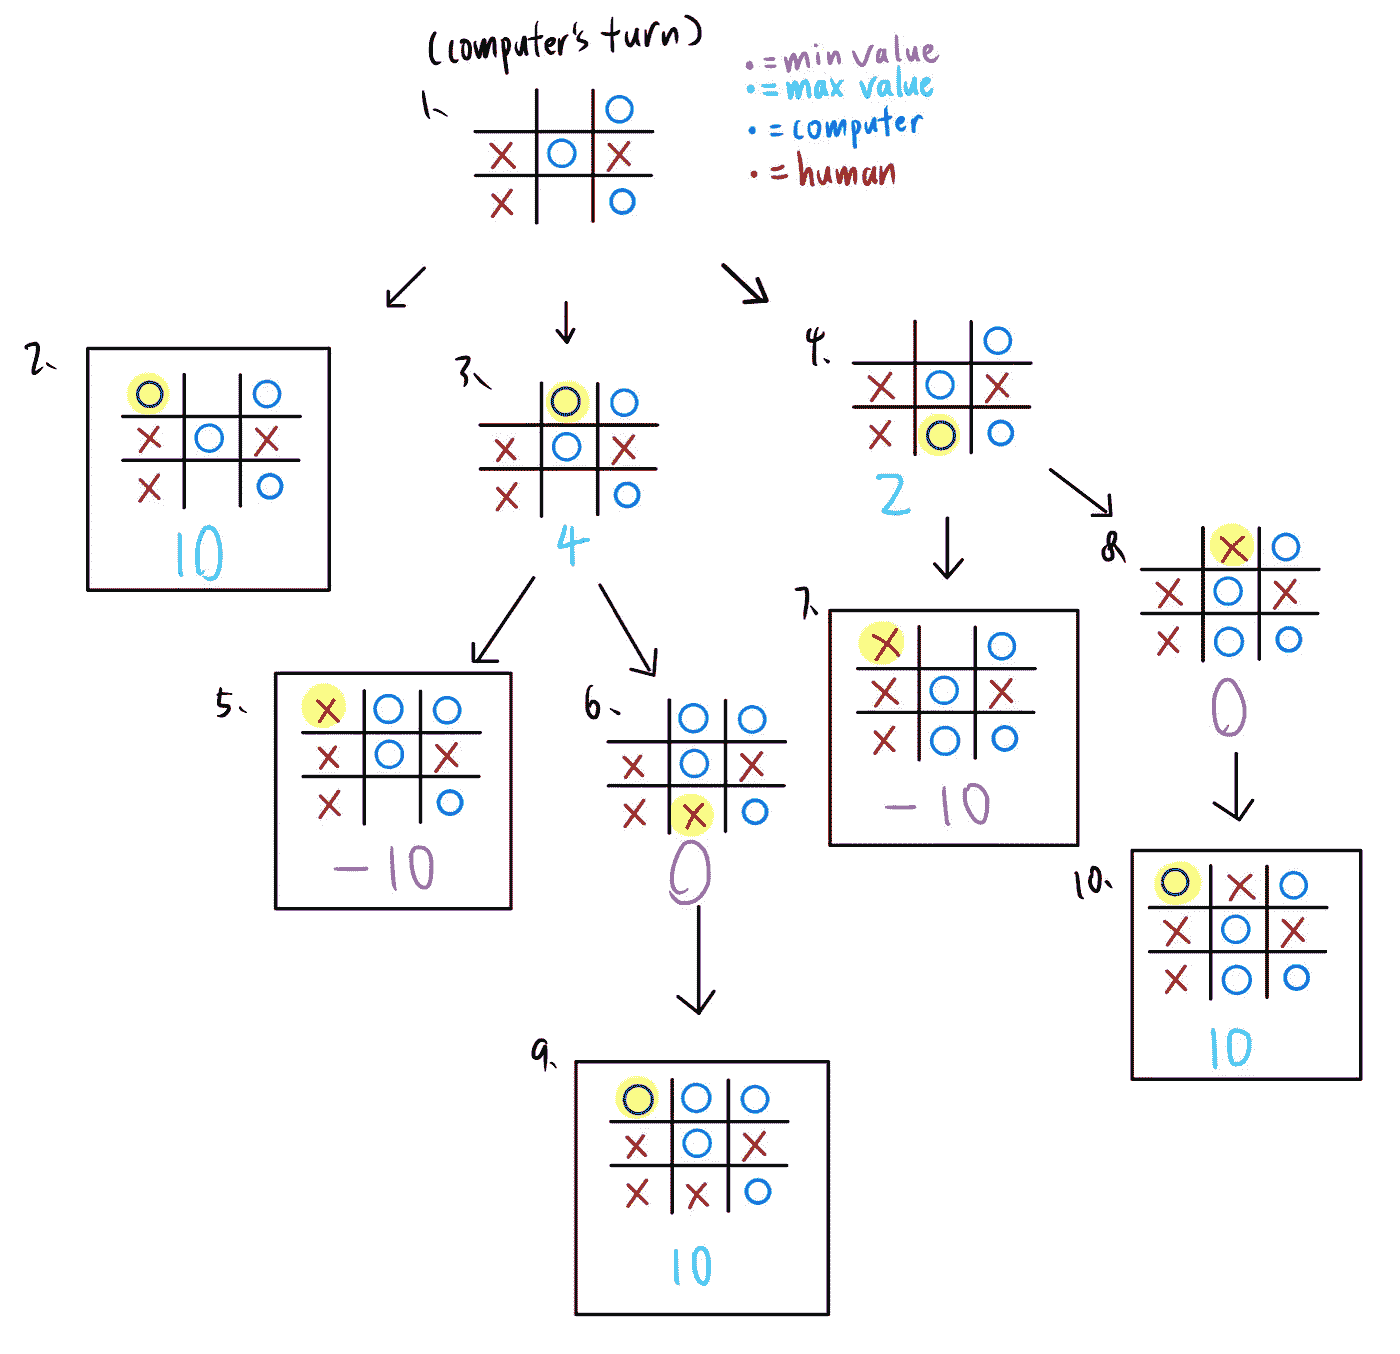 (computer's turn)
• = min value
• = max value
• = computer
• = human
1.
O
X O X
X O
2.
O O
X O X
X O
10
3.
O O
X O X
X O
4
4.
O
X O X
X O O
2
5.
X O O
X O X
X O
-10
6.
O O
X O X
X X O
0
7.
X O
X O X
X O O
-10
8.
X O
X O X
X O O
0
9.
O O O
X O X
X X O
10
10.
O X O
X O X
X O O
10